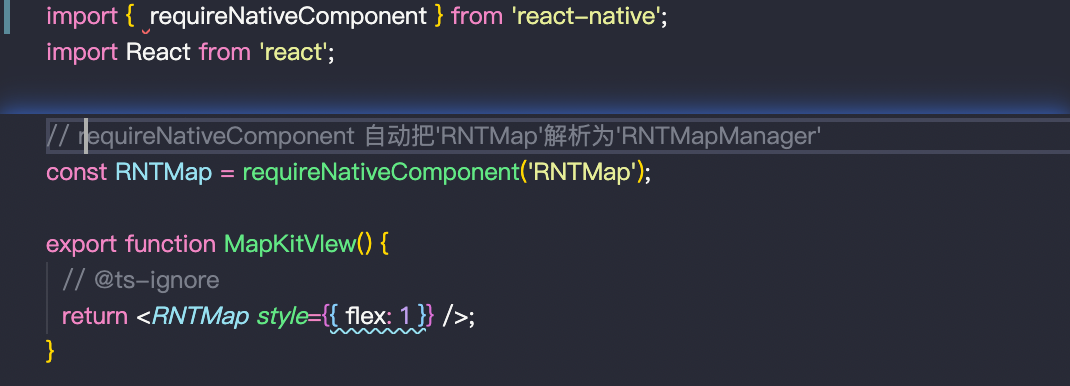 import {  requireNativeComponent } from 'react-native';
import React from 'react';
// requireNativeComponent 自动把'RNTMap'解析为'RNTMapManager'
const RNTMap = requireNativeComponent('RNTMap');
export function MapKitVIew() {
// @ts-ignore
return <RNTMap style={{ flex: 1 }} />;
}